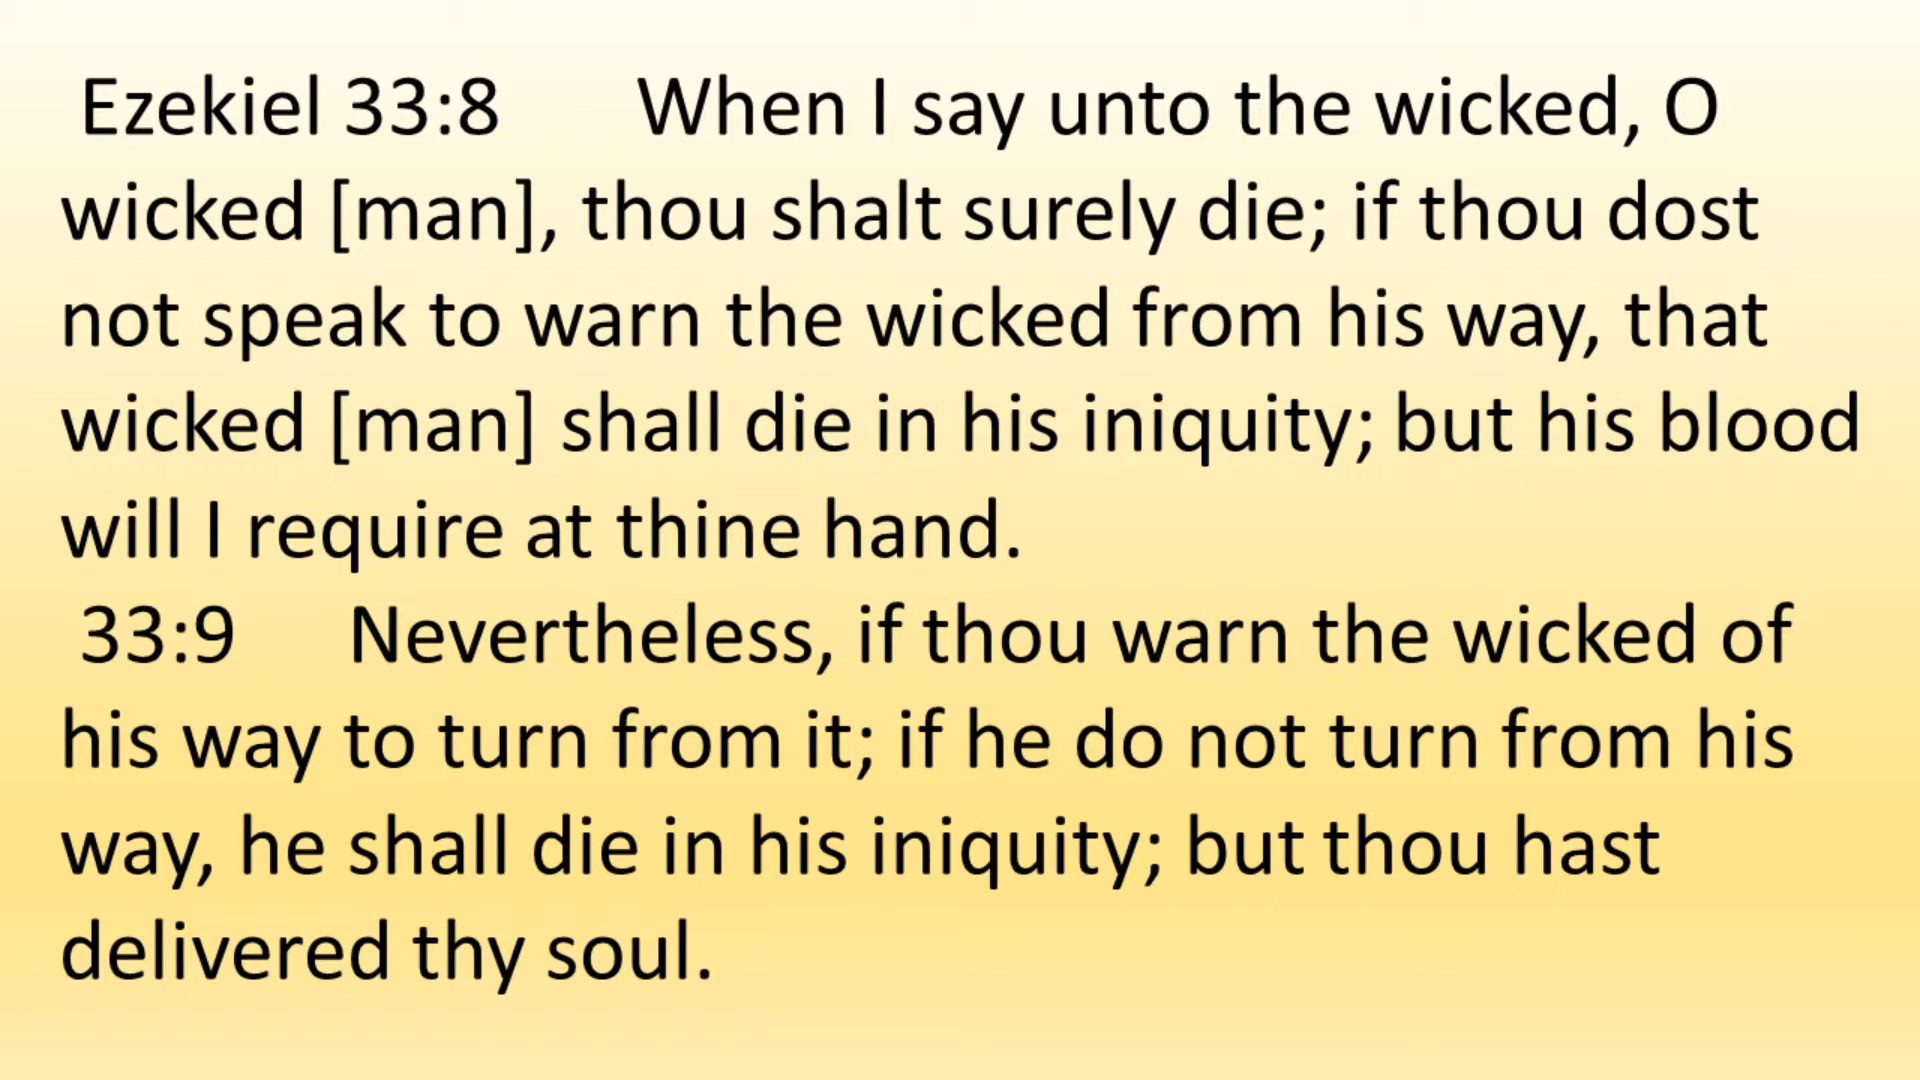 Ezekiel 33:8 When I say unto the wicked, O
wicked [man], thou shalt surely die; if thou dost
not speak to warn the wicked from his way, that
wicked [man] shall die in his iniquity; but his blood
will I require at thine hand.
33:9 Nevertheless, if thou warn the wicked of
his way to turn from it; if he do not turn from his
way, he shall die in his iniquity; but thou hast
delivered thy soul.